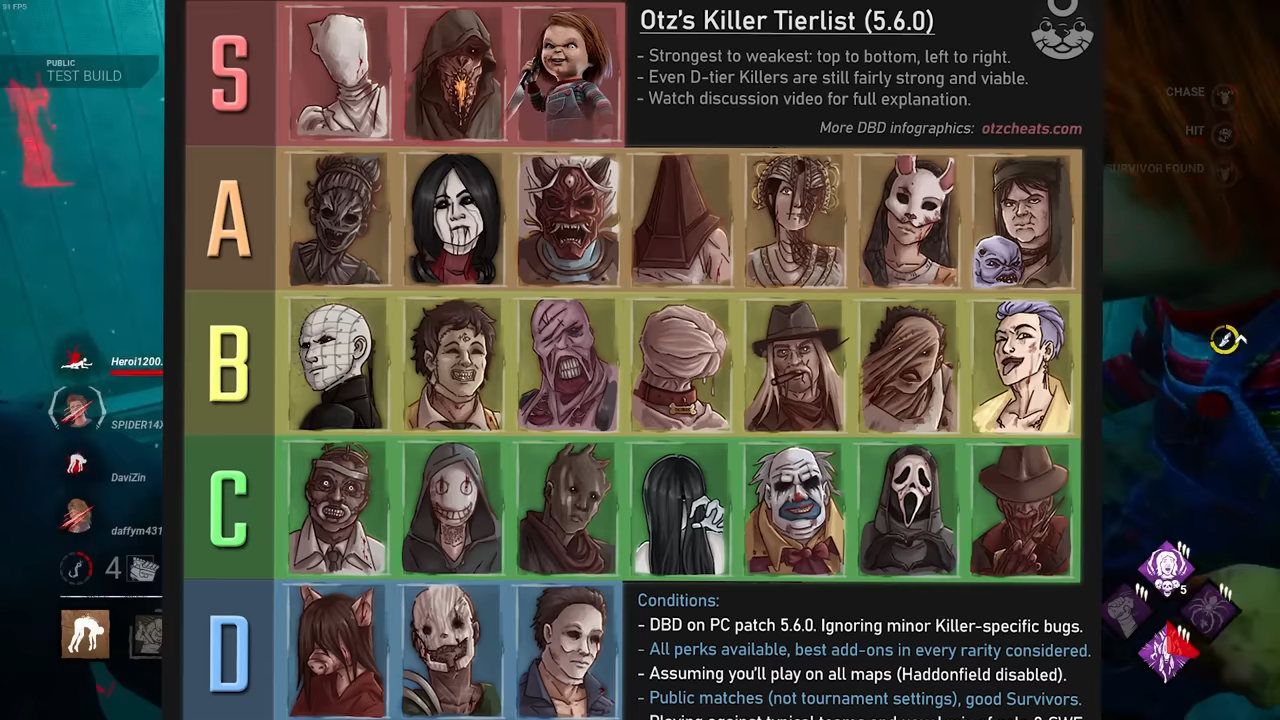 91 FPS
PUBLIC
TEST BUILD
S
Otz's Killer Tierlist (5.6.0)
- Strongest to weakest: top to bottom, left to right.
- Even D-tier Killers are still fairly strong and viable.
- Watch discussion video for full explanation.
More DBD infographics: otzcheats.com
CHASE
HIT
SURVIVOR FOUND
A
B
Heroi1200.
SPIDER14X
DaviZin
daffym431
4
C
5
D
Conditions:
- DBD on PC patch 5.6.0. Ignoring minor Killer-specific bugs.
- All perks available, best add-ons in every rarity considered.
- Assuming you'll play on all maps (Haddonfield disabled).
- Public matches (not tournament settings), good Survivors.